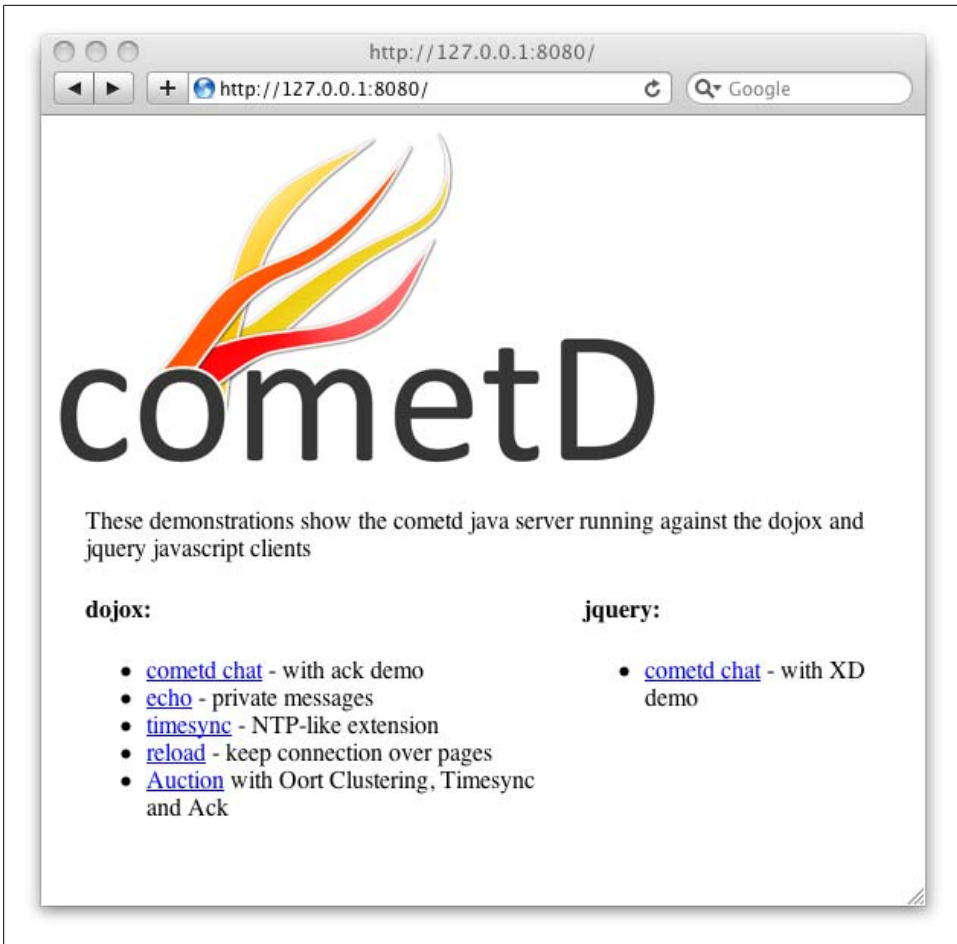 http://127.0.0.1:8080/
http://127.0.0.1:8080/
Google
cometD
These demonstrations show the cometd java server running against the dojox and
jquery javascript clients
dojox:
• cometd chat - with ack demo
• echo - private messages
• timesync - NTP-like extension
• reload - keep connection over pages
• Auction with Oort Clustering, Timesync
and Ack
jquery:
• cometd chat - with XD
demo